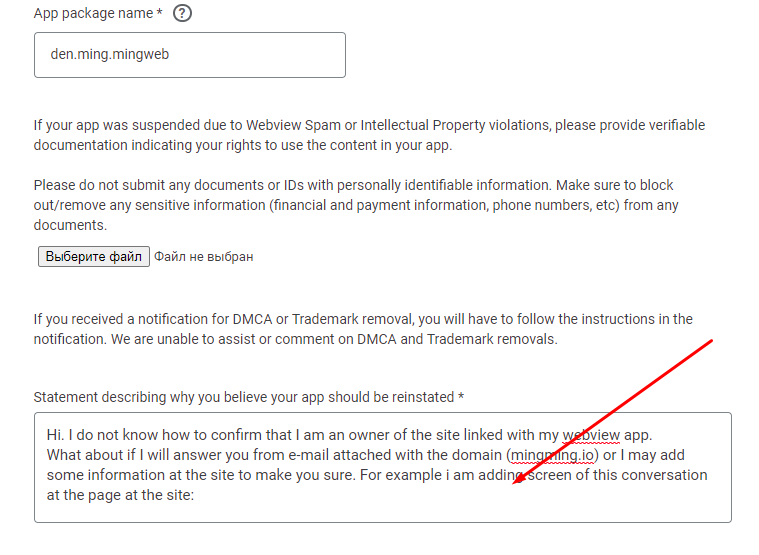 App package name * ?
den.ming.mingweb
If your app was suspended due to Webview Spam or Intellectual Property violations, please provide verifiable
documentation indicating your rights to use the content in your app.
Please do not submit any documents or IDs with personally identifiable information. Make sure to block
out/remove any sensitive information (financial and payment information, phone numbers, etc) from any
documents.
Выберите файл Файл не выбран
If you received a notification for DMCA or Trademark removal, you will have to follow the instructions in the
notification. We are unable to assist or comment on DMCA and Trademark removals.
Statement describing why you believe your app should be reinstated *
Hi. I do not know how to confirm that I am an owner of the site linked with my webview app.
What about if I will answer you from e-mail attached with the domain (mingming.io) or I may add
some information at the site to make you sure. For example i am adding screen of this conversation
at the page at the site: